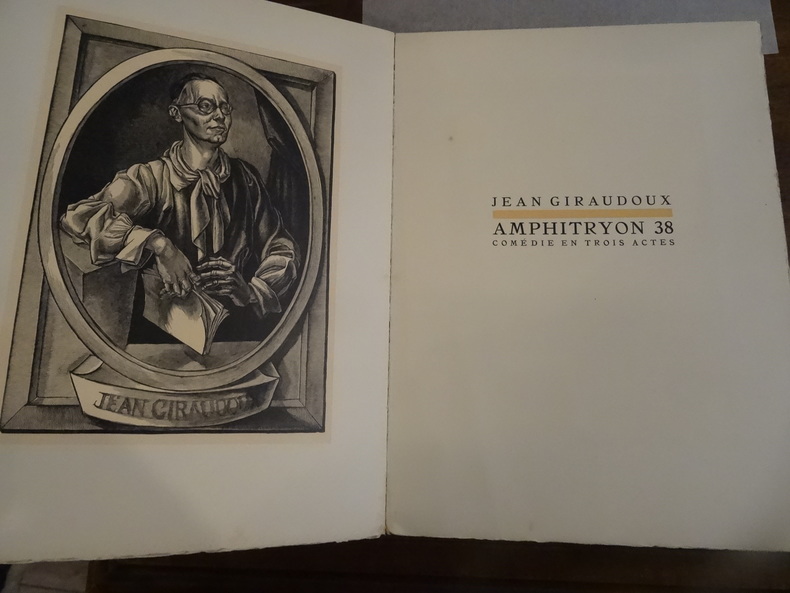 JEAN GIRAUDOUX
JEAN GIRAUDOUX
AMPHITRYON 38
COMÉDIE EN TROIS ACTES